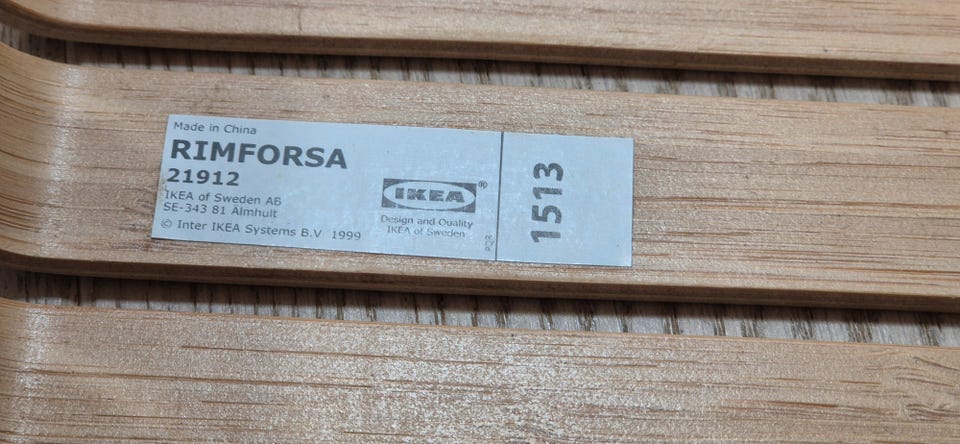 Made in China
RIMFORSA
21912
IKEA of Sweden AB
SE-343 81 Älmhult
© Inter IKEA Systems B.V 1999
IKEA®
Design and Quality
IKEA of Sweden
1513